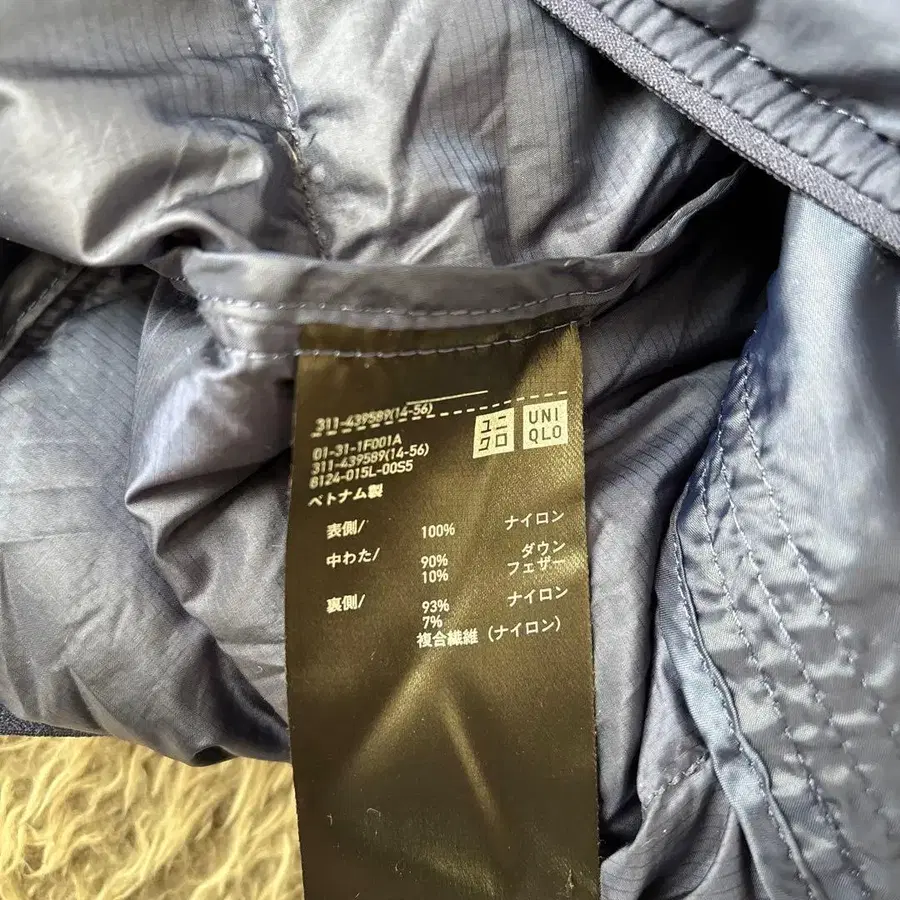 311-439589(14-56)
ユニ
クロ
UNI
QLO
01-31-1F001A
311-439589(14-56)
8124-015L-00S5
ベトナム製
表側/ 100% ナイロン
中わた/ 90% ダウン
10% フェザー
裏側/ 93% ナイロン
7%
複合繊維（ナイロン）